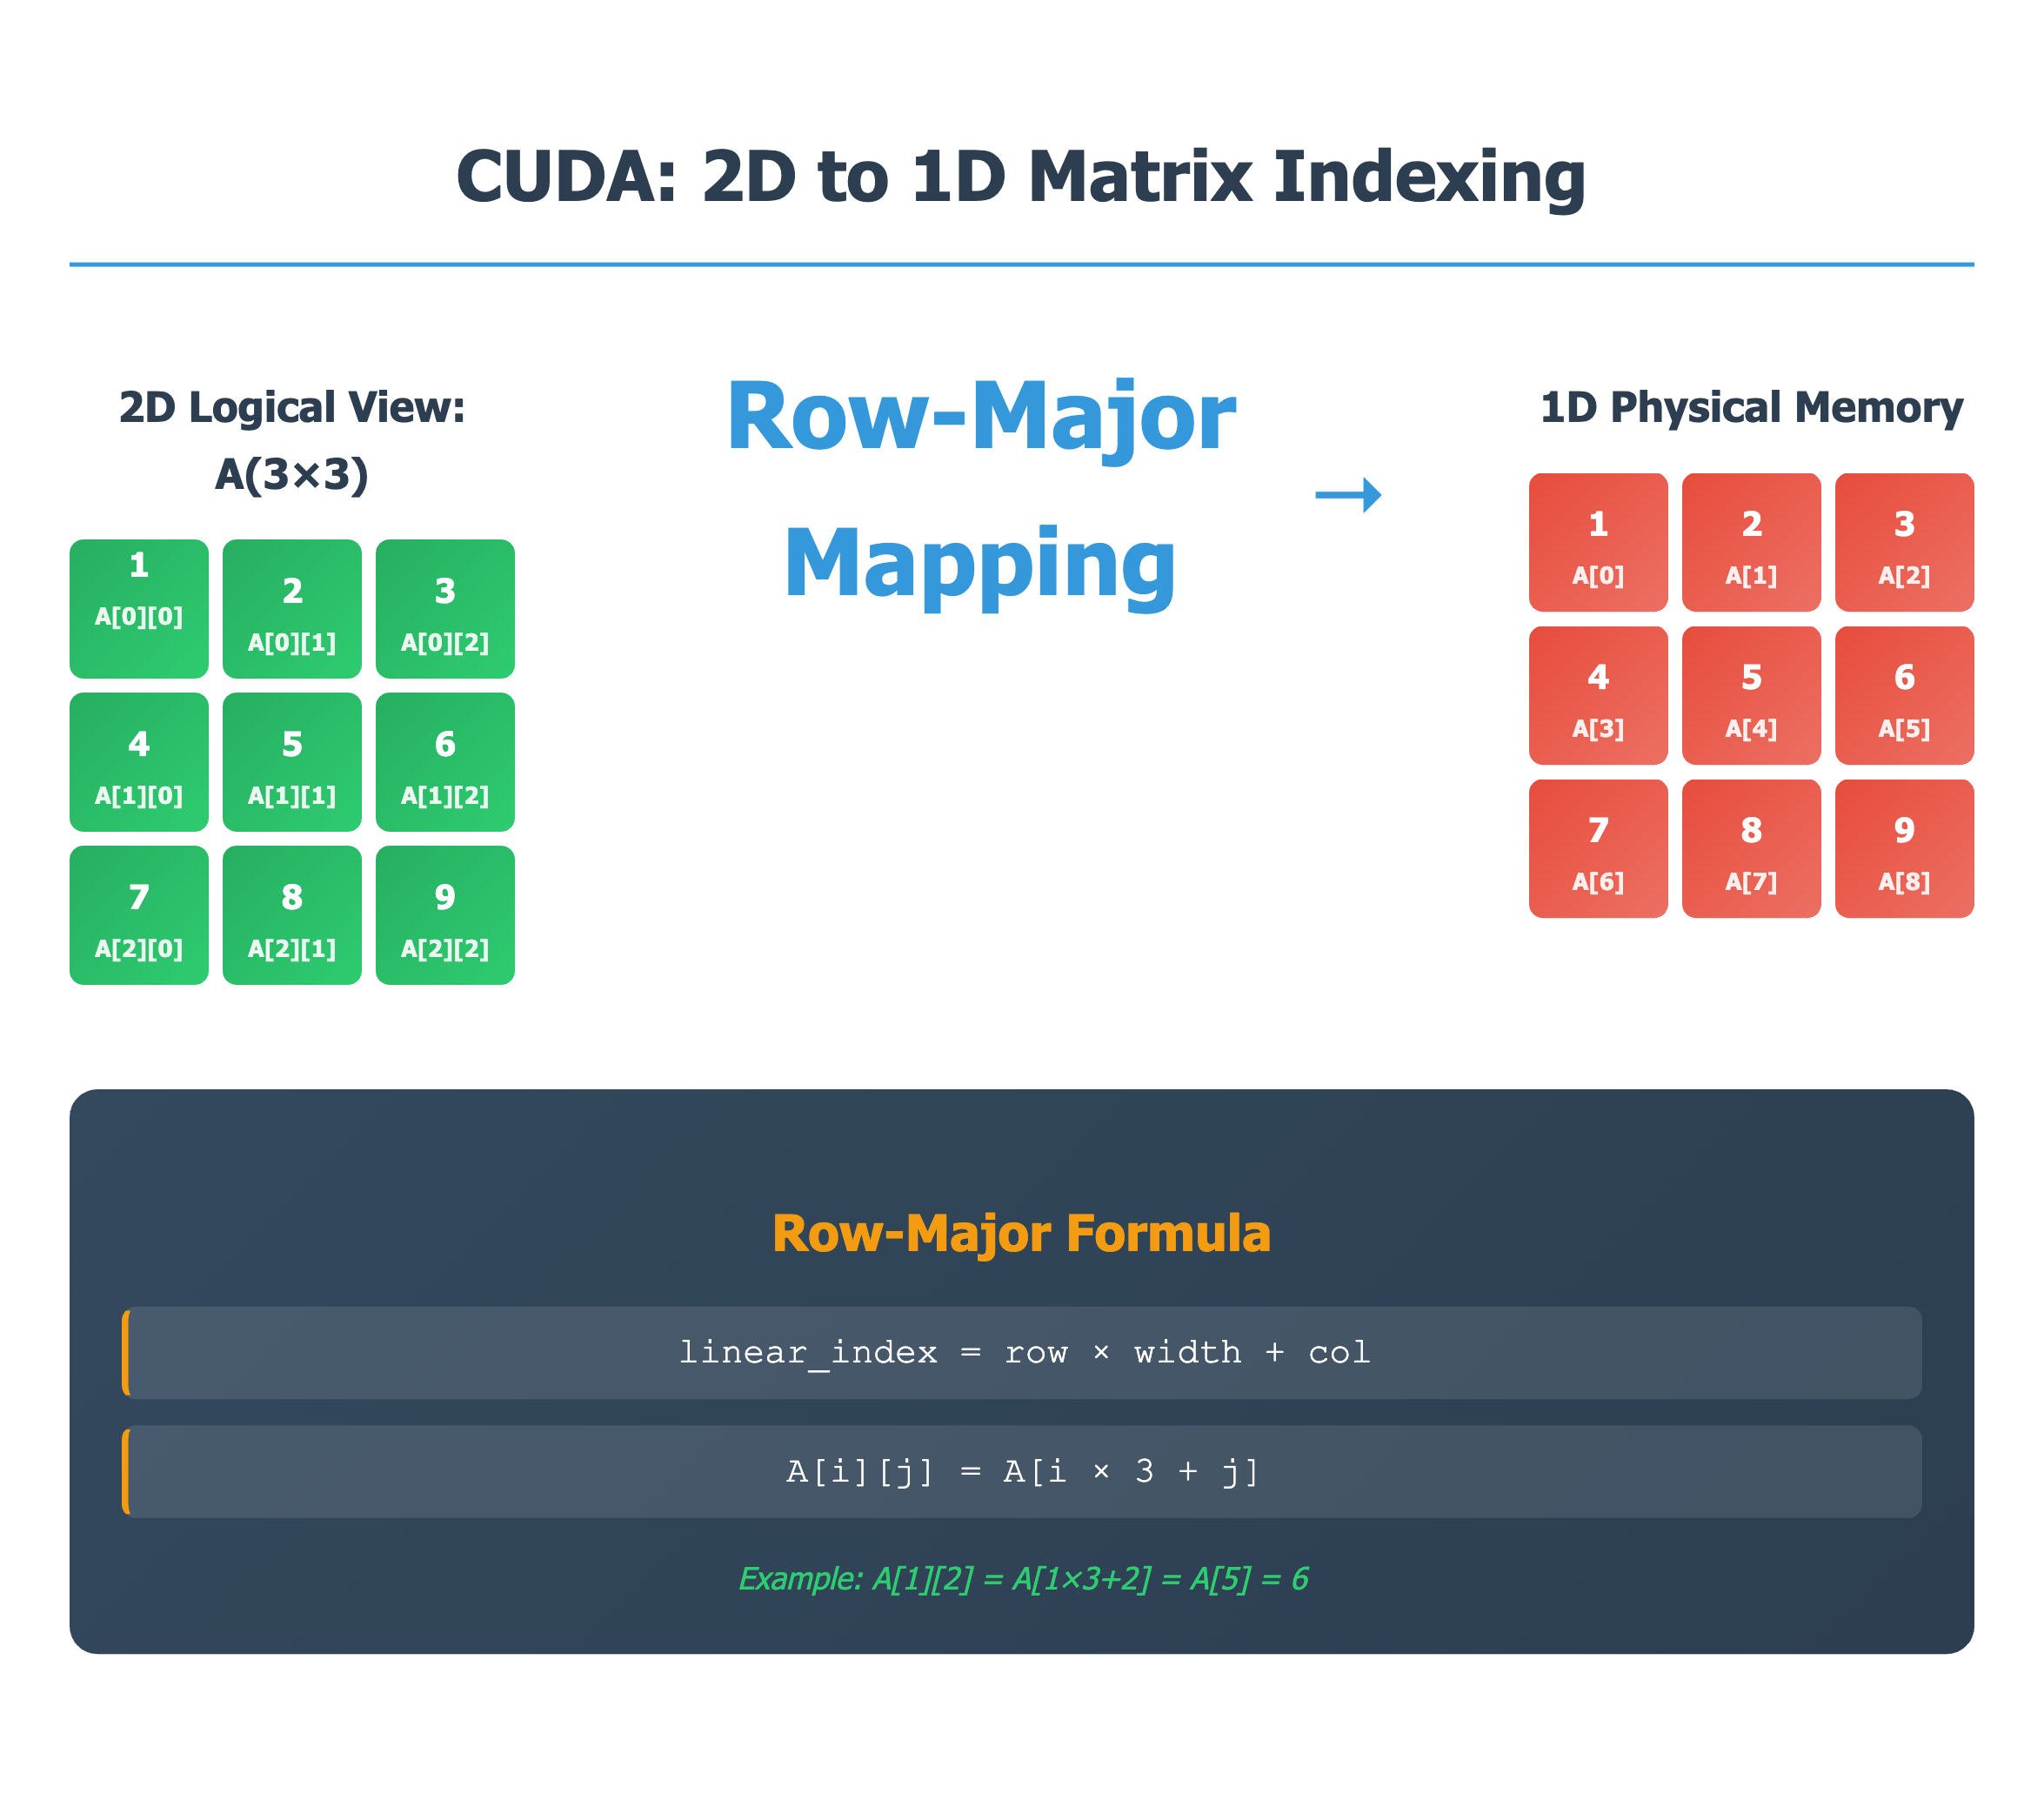 CUDA: 2D to 1D Matrix Indexing
2D Logical View:
A(3×3)
1
A[0][0]
2
A[0][1]
3
A[0][2]
4
A[1][0]
5
A[1][1]
6
A[1][2]
7
A[2][0]
8
A[2][1]
9
A[2][2]
Row-Major
Mapping
→
1D Physical Memory
1
A[0]
2
A[1]
3
A[2]
4
A[3]
5
A[4]
6
A[5]
7
A[6]
8
A[7]
9
A[8]
Row-Major Formula
linear_index = row × width + col
A[i][j] = A[i × 3 + j]
Example: A[1][2] = A[1×3+2] = A[5] = 6